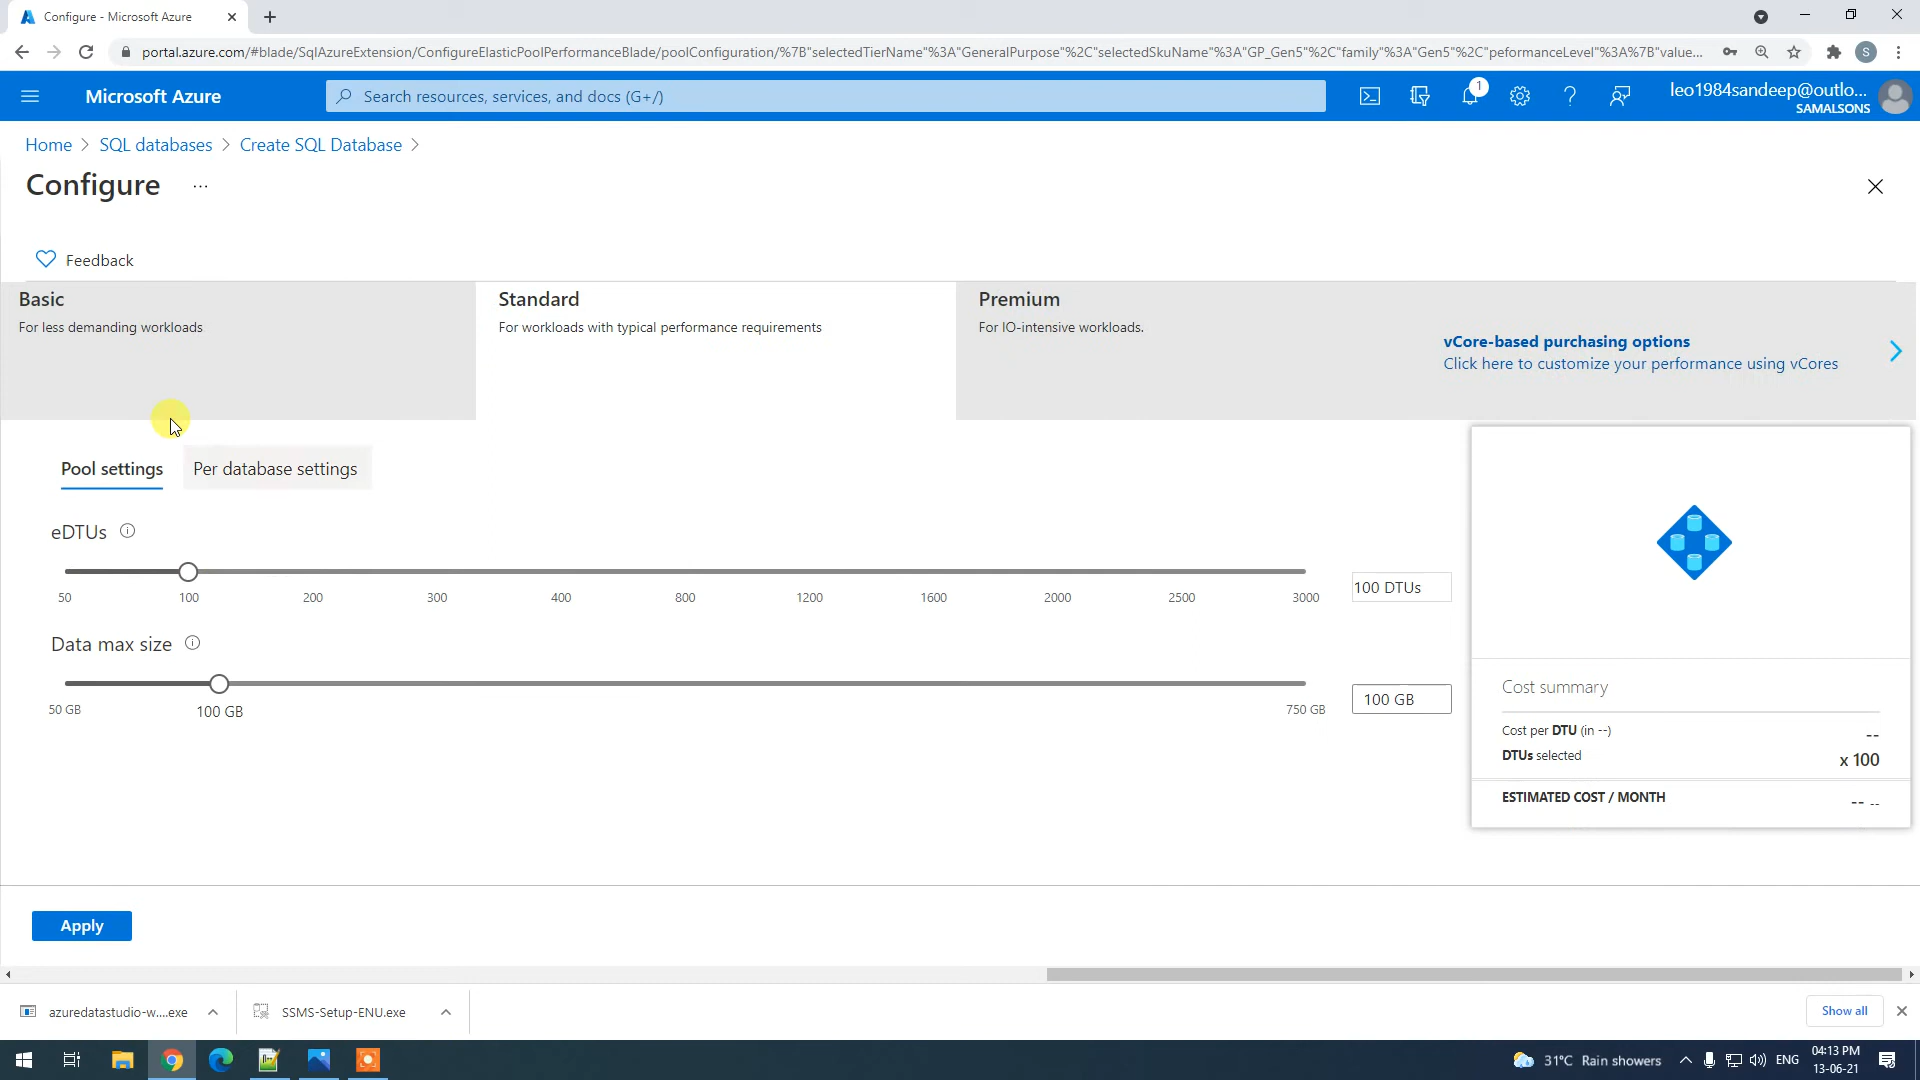 Configure - Microsoft Azure
portal.azure.com/#blade/SqlAzureExtension/ConfigureElasticPoolPerformanceBlade/poolConfiguration/%7B"selectedTierName"%3A"GeneralPurpose"%2C"selectedSkuName"%3A"GP_Gen5"%2C"family"%3A"Gen5"%2C"peformanceLevel"%3A%7B"value...
S
Microsoft Azure
Search resources, services, and docs (G+/)
1
leo1984sandeep@outlo...
SAMALSONS
Home > SQL databases > Create SQL Database >
Configure ...
Feedback
Basic
For less demanding workloads
Standard
For workloads with typical performance requirements
Premium
For IO-intensive workloads.
vCore-based purchasing options
Click here to customize your performance using vCores
Pool settings
Per database settings
eDTUs
50 100 200 300 400 800 1200 1600 2000 2500 3000
100 DTUs
Data max size
50 GB
100 GB
750 GB
100 GB
Cost summary
Cost per DTU (in --)
--
DTUs selected
x 100
ESTIMATED COST / MONTH
-- --
Apply
azuredatastudio-w....exe
SSMS-Setup-ENU.exe
Show all
31°C Rain showers
ENG
04:13 PM
13-06-21